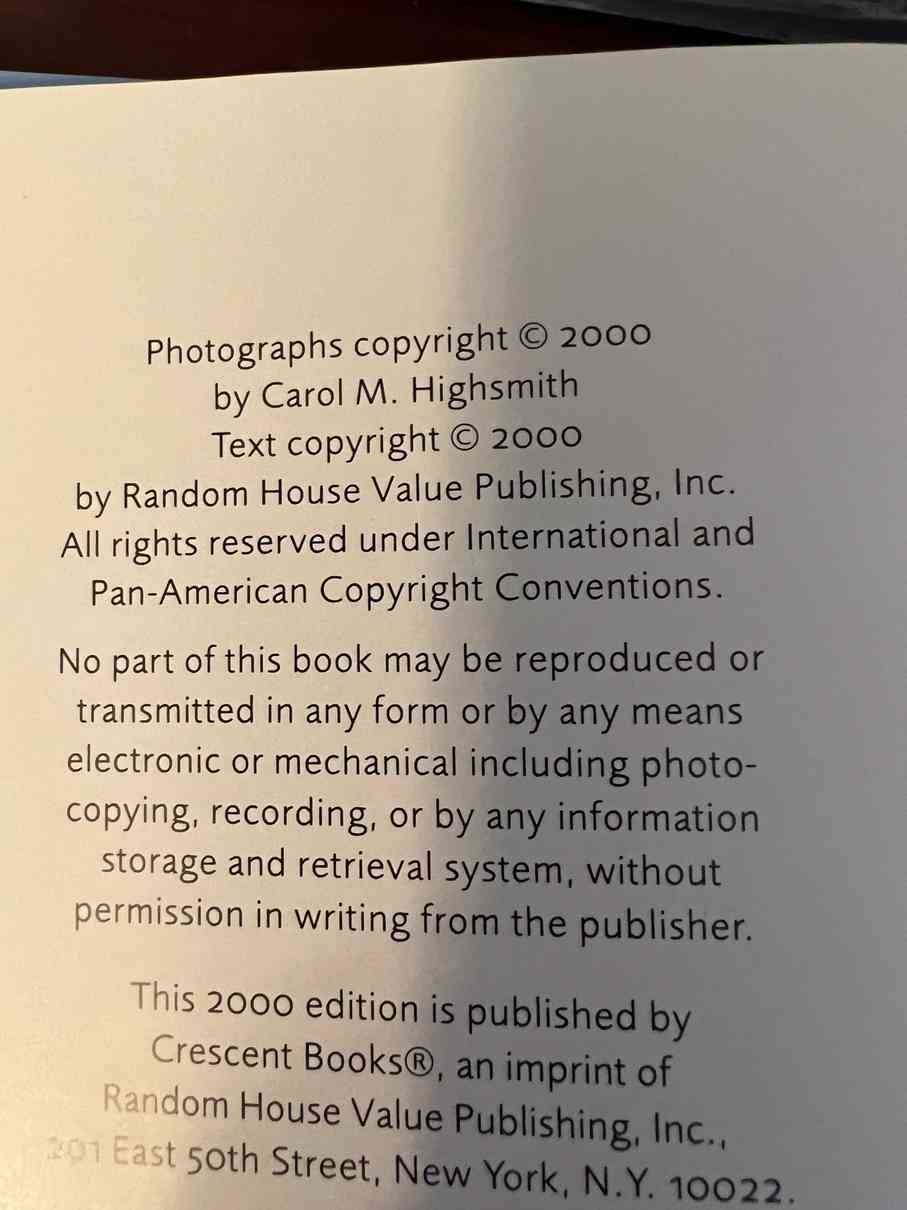 Photographs copyright © 2000
by Carol M. Highsmith
Text copyright © 2000
by Random House Value Publishing, Inc.
All rights reserved under International and
Pan-American Copyright Conventions.
No part of this book may be reproduced or
transmitted in any form or by any means
electronic or mechanical including photo-
copying, recording, or by any information
storage and retrieval system, without
permission in writing from the publisher.
This 2000 edition is published by
Crescent Books®, an imprint of
Random House Value Publishing, Inc.,
201 East 50th Street, New York, N.Y. 10022.